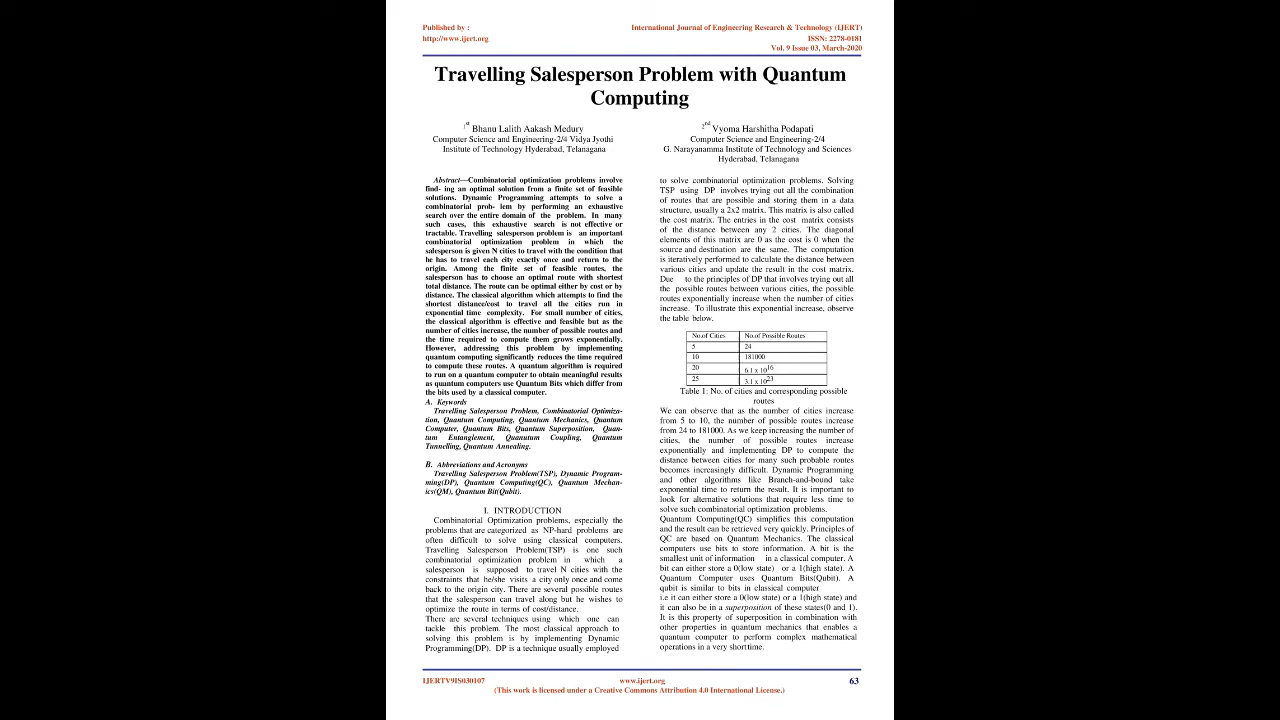 Published by :
http://www.ijert.org
International Journal of Engineering Research & Technology (IJERT)
ISSN: 2278-0181
Vol. 9 Issue 03, March-2020
Travelling Salesperson Problem with Quantum
Computing
1st Bhanu Lalith Aakash Medury
Computer Science and Engineering-2/4 Vidya Jyothi
Institute of Technology Hyderabad, Telanagana
2nd Vyoma Harshitha Podapati
Computer Science and Engineering-2/4
G. Narayanamma Institute of Technology and Sciences
Hyderabad, Telanagana
Abstract—Combinatorial optimization problems involve
find- ing an optimal solution from a finite set of feasible
solutions. Dynamic Programming attempts to solve a
combinatorial prob- lem by performing an exhaustive
search over the entire domain of the problem. In many
such cases, this exhaustive search is not effective or
tractable. Travelling salesperson problem is an important
combinatorial optimization problem in which the
salesperson is given N cities to travel with the condition that
he has to travel each city exactly once and return to the
origin. Among the finite set of feasible routes, the
salesperson has to choose an optimal route with shortest
total distance. The route can be optimal either by cost or by
distance. The classical algorithm which attempts to find the
shortest distance/cost to travel all the cities run in
exponential time complexity. For small number of cities,
the classical algorithm is effective and feasible but as the
number of cities increase, the number of possible routes and
the time required to compute them grows exponentially.
However, addressing this problem by implementing
quantum computing significantly reduces the time required
to compute these routes. A quantum algorithm is required
to run on a quantum computer to obtain meaningful results
as quantum computers use Quantum Bits which differ from
the bits used by a classical computer.
A. Keywords
Travelling Salesperson Problem, Combinatorial Optimiza-
tion, Quantum Computing, Quantum Mechanics, Quantum
Computer, Quantum Bits, Quantum Superposition, Quan-
tum Entanglement, Quanutum Coupling, Quantum
Tunnelling, Quantum Annealing.
B. Abbreviations and Acronyms
Travelling Salesperson Problem(TSP), Dynamic Program-
ming(DP), Quantum Computing(QC), Quantum Mechan-
ics(QM), Quantum Bit(Qubit).
I. INTRODUCTION
Combinatorial Optimization problems, especially the
problems that are categorized as NP-hard problems are
often difficult to solve using classical computers.
Travelling Salesperson Problem(TSP) is one such
combinatorial optimization problem in which a
salesperson is supposed to travel N cities with the
constraints that he/she visits a city only once and come
back to the origin city. There are several possible routes
that the salesperson can travel along but he wishes to
optimize the route in terms of cost/distance.
There are several techniques using which one can
tackle this problem. The most classical approach to
solving this problem is by implementing Dynamic
Programming(DP). DP is a technique usually employed
to solve combinatorial optimization problems. Solving
TSP using DP involves trying out all the combination
of routes that are possible and storing them in a data
structure, usually a 2x2 matrix. This matrix is also called
the cost matrix. The entries in the cost matrix consists
of the distance between any 2 cities. The diagonal
elements of this matrix are 0 as the cost is 0 when the
source and destination are the same. The computation
is iteratively performed to calculate the distance between
various cities and update the result in the cost matrix.
Due to the principles of DP that involves trying out all
the possible routes between various cities, the possible
routes exponentially increase when the number of cities
increase. To illustrate this exponential increase, observe
the table below.
No.of Cities No.of Possible Routes
5 24
10 181000
20 6.1 x 10^16
25 3.1 x 10^23
Table 1: No. of cities and corresponding possible
routes
We can observe that as the number of cities increase
from 5 to 10, the number of possible routes increase
from 24 to 181000. As we keep increasing the number of
cities, the number of possible routes increase
exponentially and implementing DP to compute the
distance between cities for many such probable routes
becomes increasingly difficult. Dynamic Programming
and other algorithms like Branch-and-bound take
exponential time to return the result. It is important to
look for alternative solutions that require less time to
solve such combinatorial optimization problems.
Quantum Computing(QC) simplifies this computation
and the result can be retrieved very quickly. Principles of
QC are based on Quantum Mechanics. The classical
computers use bits to store information. A bit is the
smallest unit of information in a classical computer. A
bit can either store a 0(low state) or a 1(high state). A
Quantum Computer uses Quantum Bits(Qubit). A
qubit is similar to bits in classical computer
i.e it can either store a 0(low state) or a 1(high state) and
it can also be in a superposition of these states(0 and 1).
It is this property of superposition in combination with
other properties in quantum mechanics that enables a
quantum computer to perform complex mathematical
operations in a very short time.
IJERTV9IS030107
www.ijert.org
(This work is licensed under a Creative Commons Attribution 4.0 International License.)
63